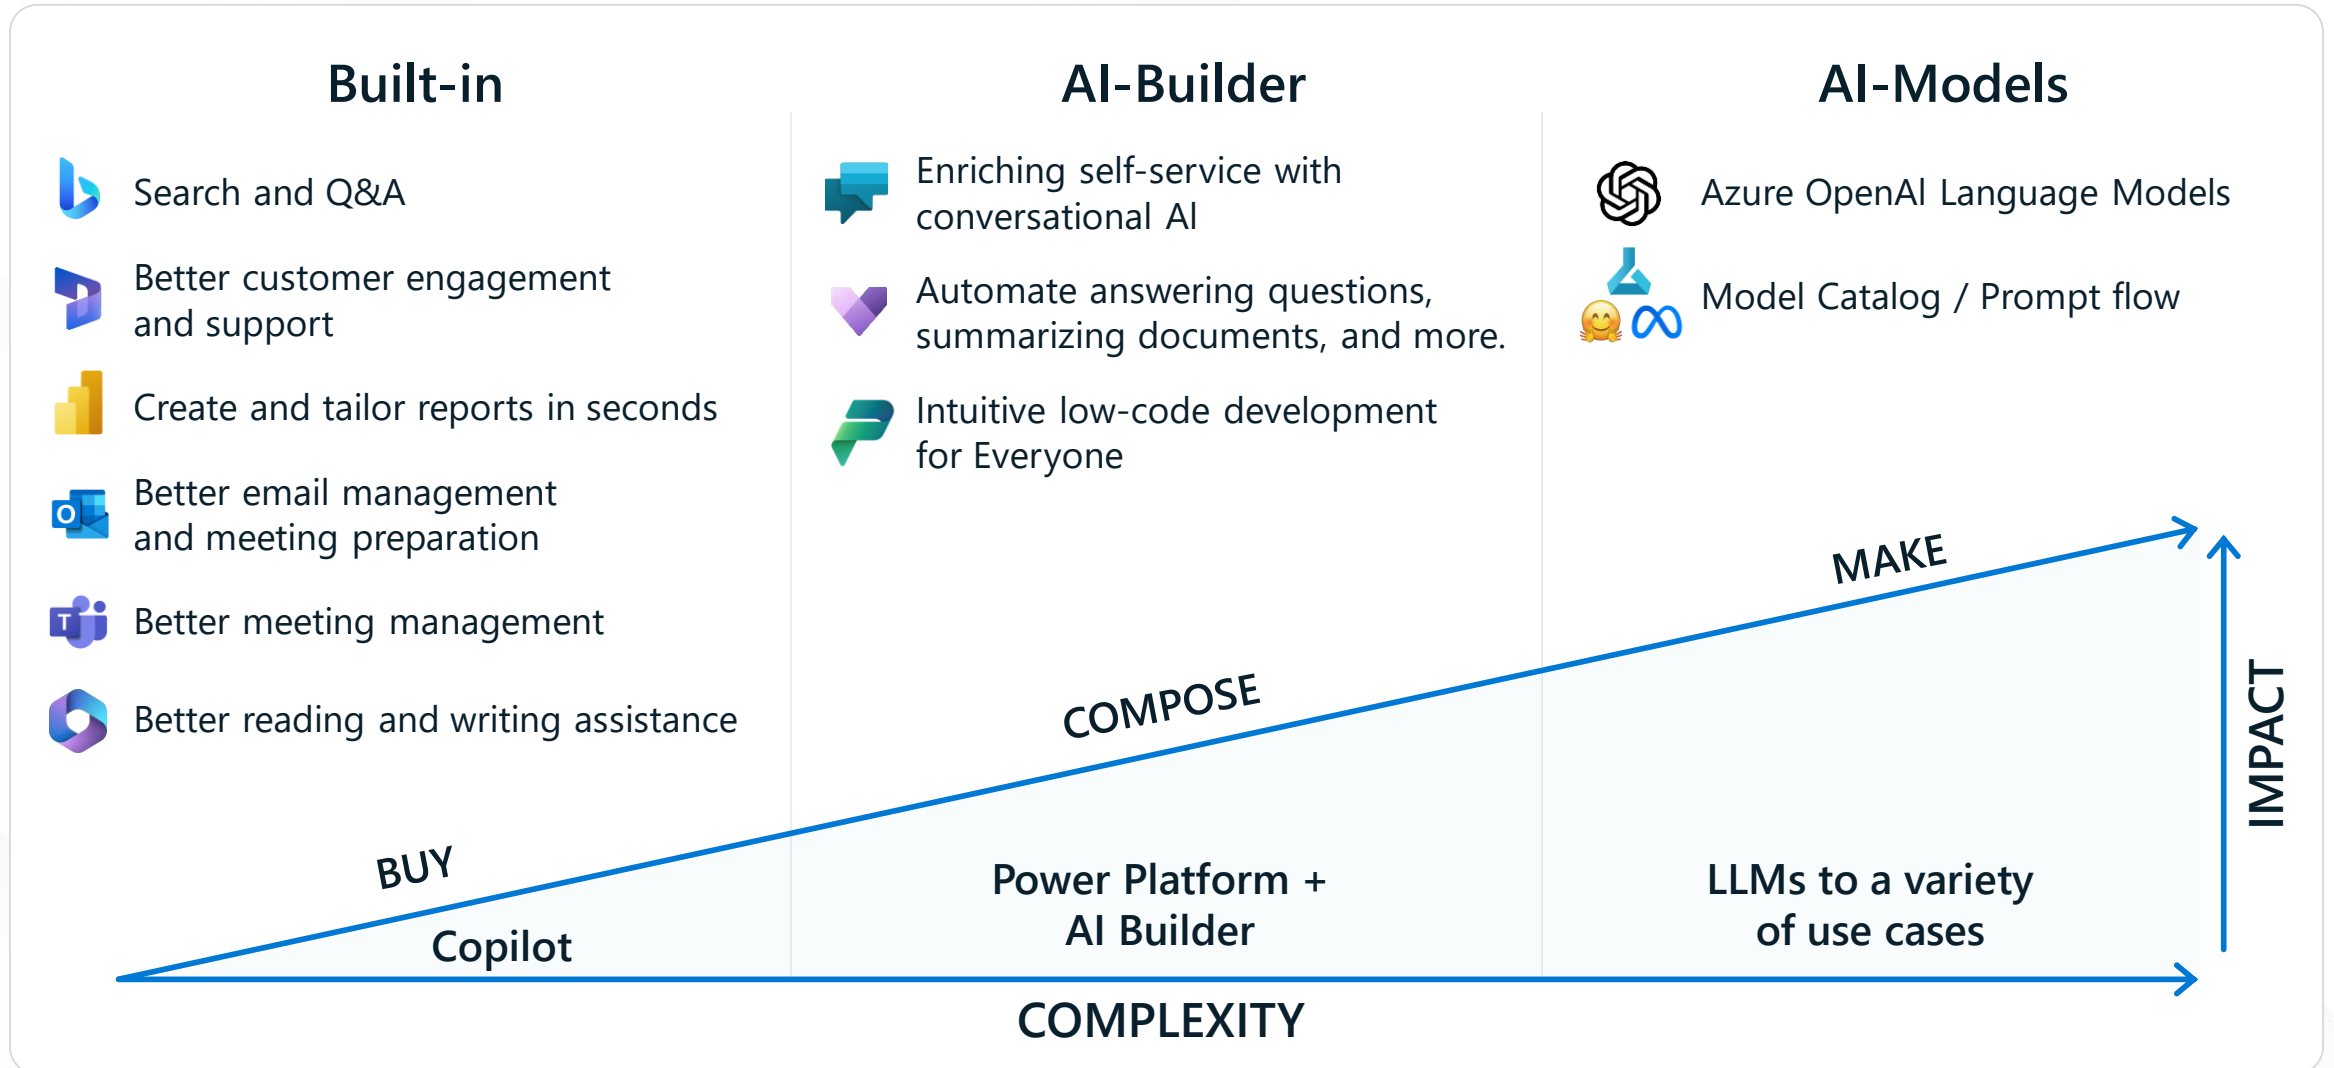 Built-in
Search and Q&A
Better customer engagement
and support
Create and tailor reports in seconds
Better email management
and meeting preparation
Better meeting management
Better reading and writing assistance
AI-Builder
Enriching self-service with
conversational AI
Automate answering questions,
summarizing documents, and more.
Intuitive low-code development
for Everyone
AI-Models
Azure OpenAI Language Models
Model Catalog / Prompt flow
BUY
COMPOSE
MAKE
Copilot
Power Platform +
AI Builder
LLMs to a variety
of use cases
COMPLEXITY
IMPACT